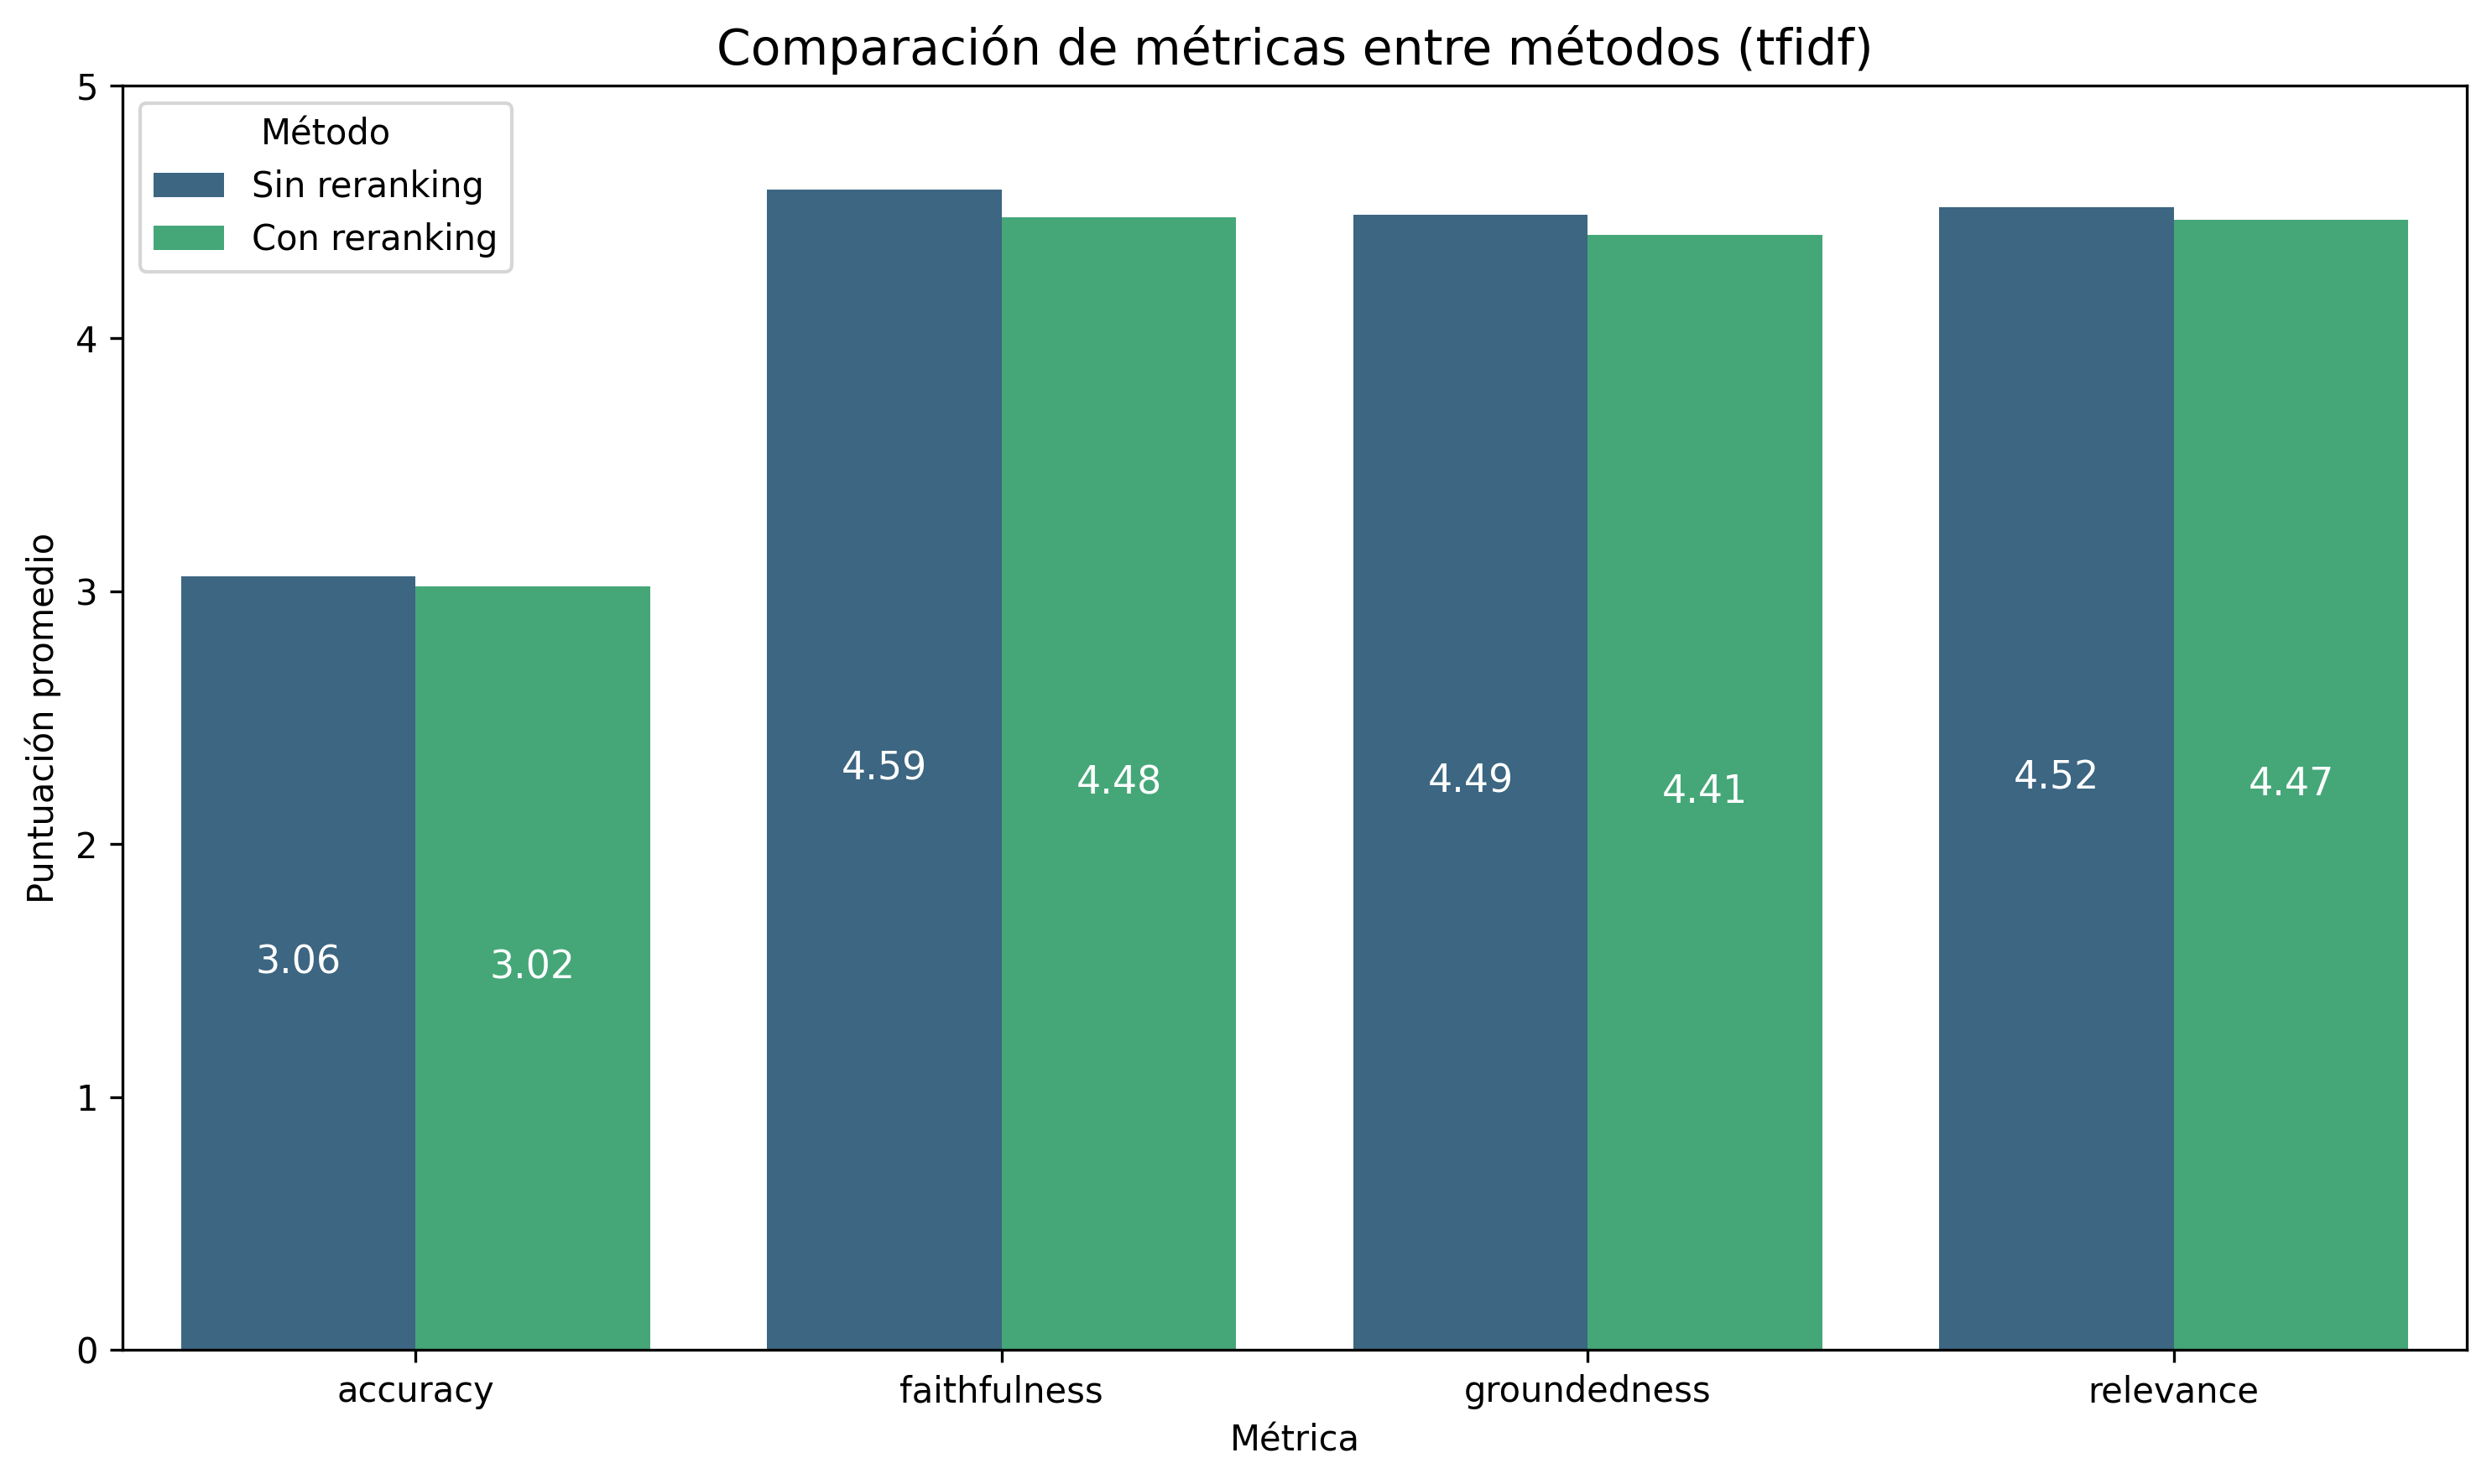 Comparación de métricas entre métodos (tfidf)
Método
Sin reranking
Con reranking
Puntuación promedio
5
4
3
2
1
0
3.06
3.02
4.59
4.48
4.49
4.41
4.52
4.47
accuracy
faithfulness
groundedness
relevance
Métrica